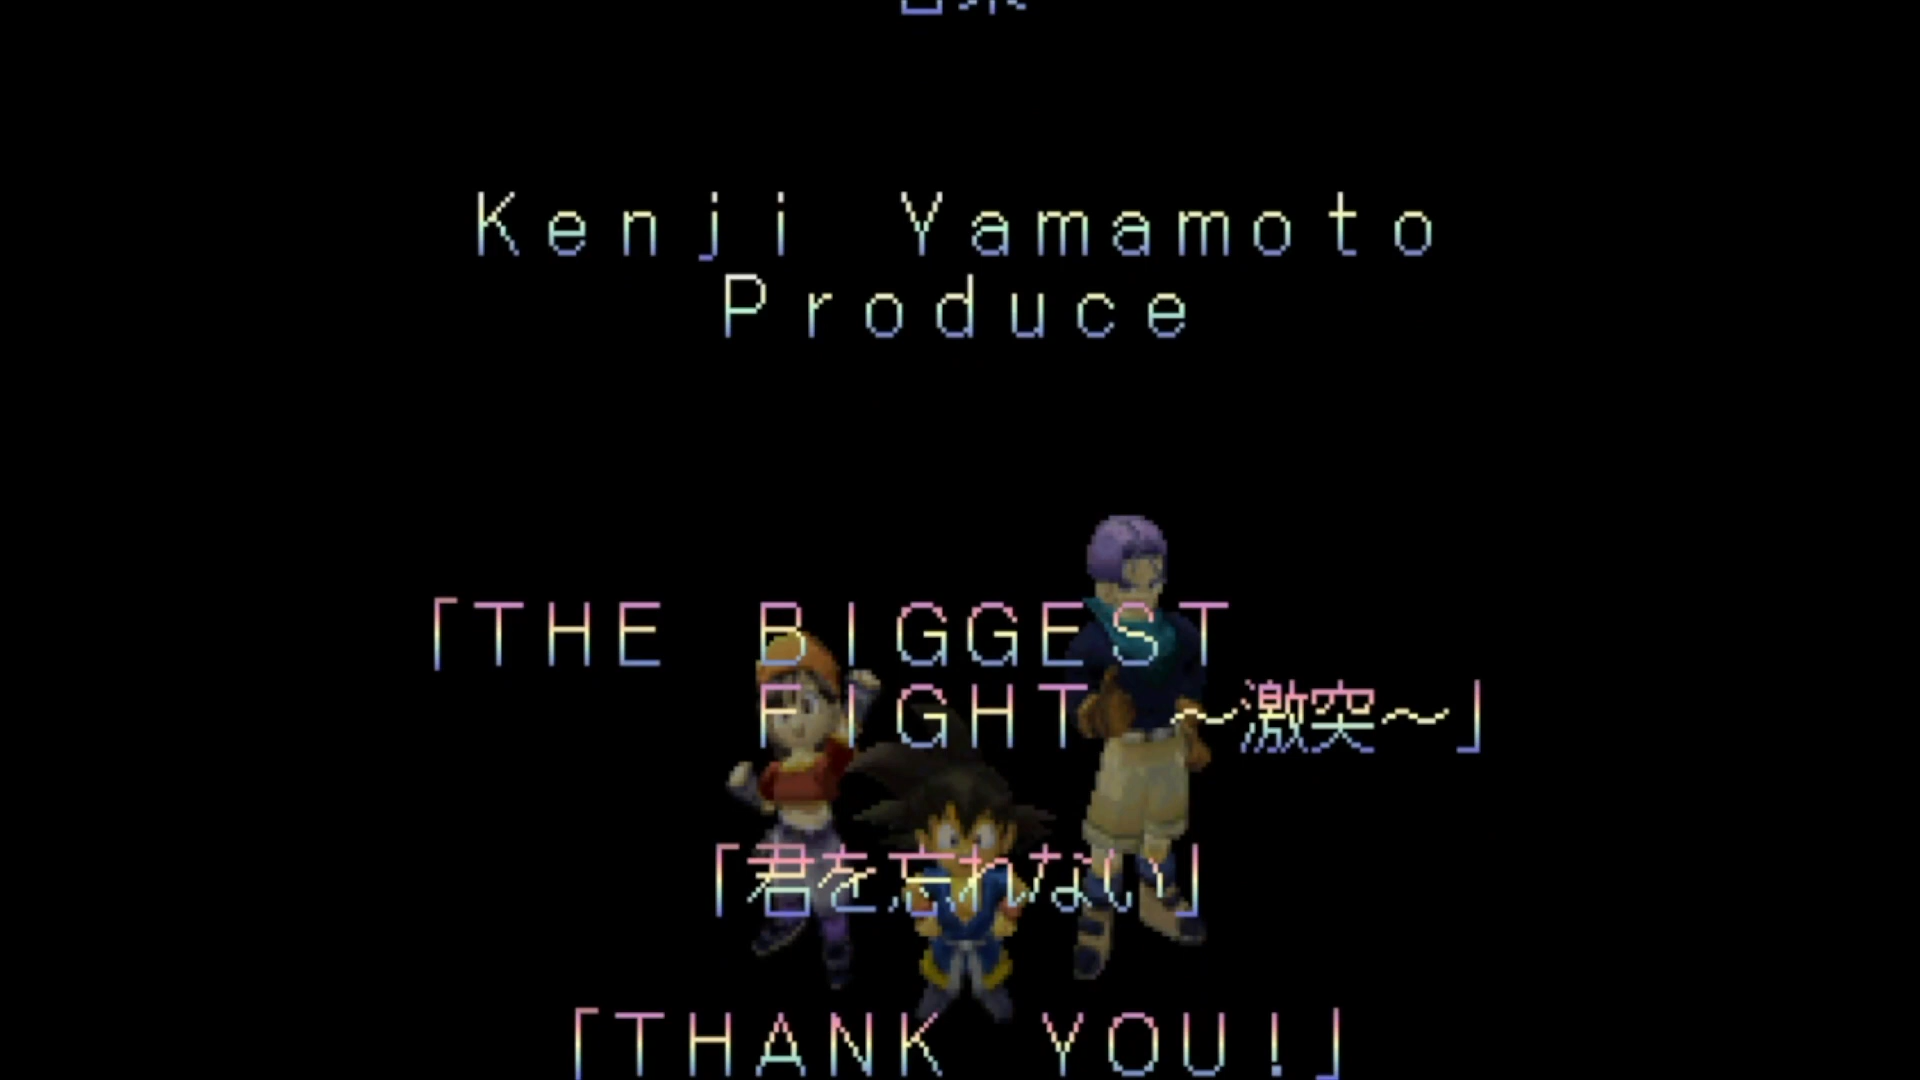 Kenji Yamamoto
Produce
「THE BIGGEST
FIGHT ～激突～」
「君を忘れない」
「THANK YOU!」